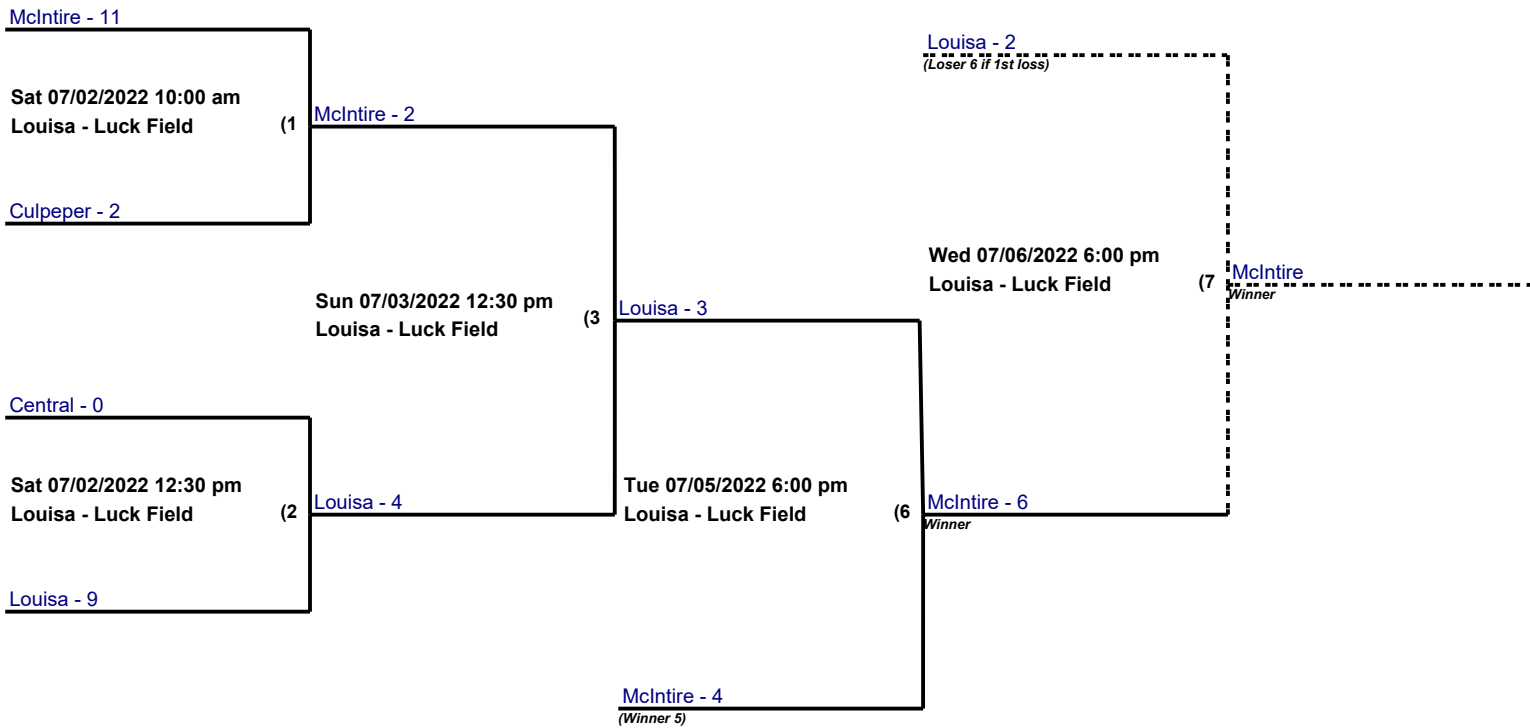 McIntire - 11
Sat 07/02/2022 10:00 am
Louisa - Luck Field
(1
Culpeper - 2
McIntire - 2
Sun 07/03/2022 12:30 pm
Louisa - Luck Field
(3
Central - 0
Sat 07/02/2022 12:30 pm
Louisa - Luck Field
(2
Louisa - 9
Louisa - 4
Louisa - 3
Tue 07/05/2022 6:00 pm
Louisa - Luck Field
(6
McIntire - 4
(Winner 5)
Louisa - 2
(Loser 6 if 1st loss)
Wed 07/06/2022 6:00 pm
Louisa - Luck Field
(7
McIntire - 6
Winner
McIntire
Winner